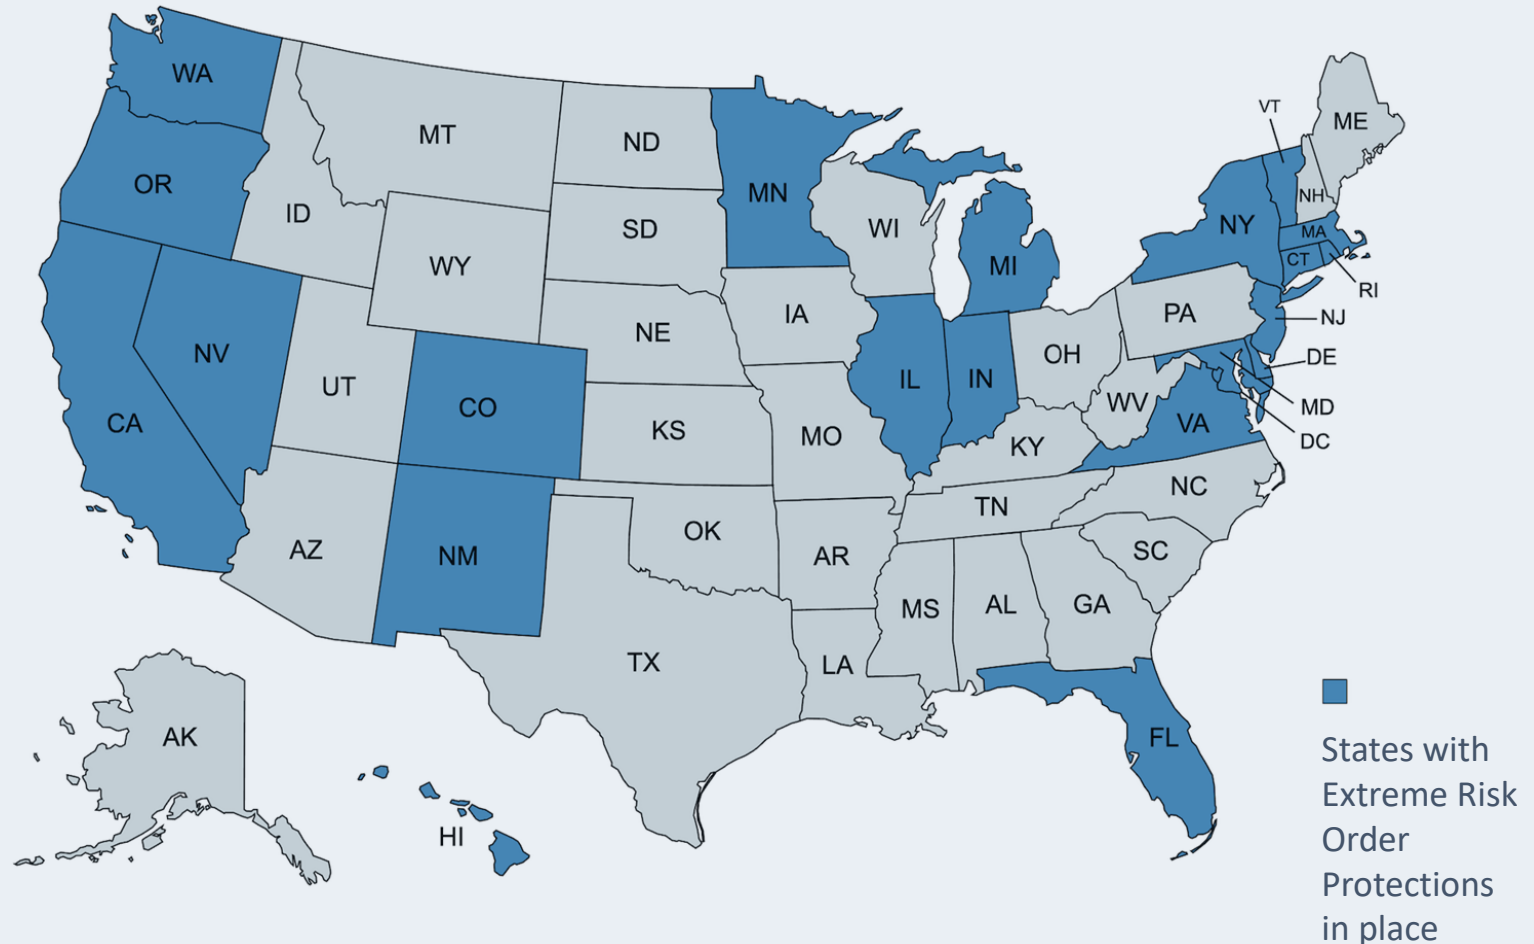 WA
MT
ND
MN
VT
ME
OR
ID
SD
WI
NH
NY
MA
WY
MI
CT
RI
IA
PA
NJ
NV
NE
OH
DE
UT
CO
IL
IN
WV
MD
CA
KS
MO
KY
VA
DC
AZ
NM
OK
AR
TN
NC
SC
MS
AL
GA
TX
LA
AK
HI
FL
States with
Extreme Risk
Order
Protections
in place